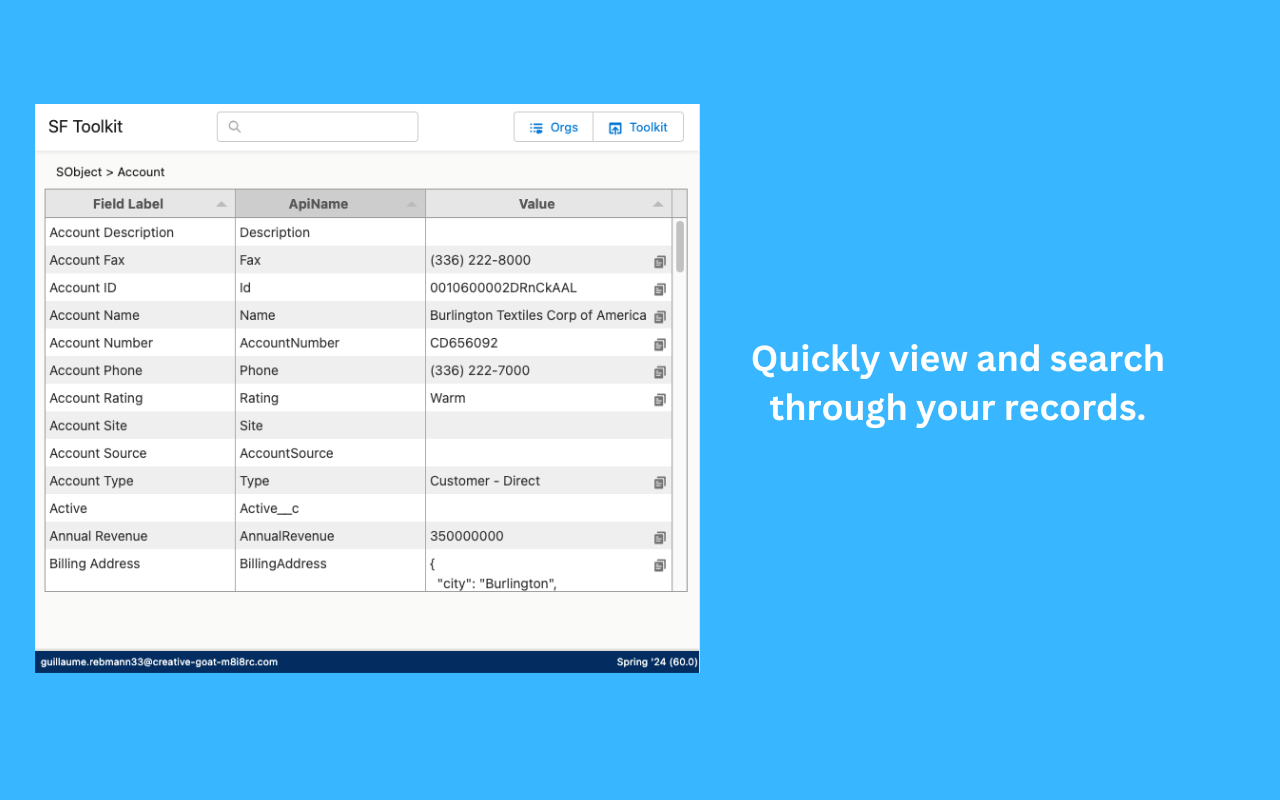 SF Toolkit
Orgs
Toolkit
SObject > Account
Field Label ApiName Value
Account Description Description
Account Fax Fax (336) 222-8000
Account ID Id 0010600002DRnCkAAL
Account Name Name Burlington Textiles Corp of America
Account Number AccountNumber CD656092
Account Phone Phone (336) 222-7000
Account Rating Rating Warm
Account Site Site
Account Source AccountSource
Account Type Type Customer - Direct
Active Active__c
Annual Revenue AnnualRevenue 350000000
Billing Address BillingAddress {
"city": "Burlington",
guillaume.rebmann33@creative-goat-m8i8rc.com
Spring '24 (60.0)
Quickly view and search
through your records.